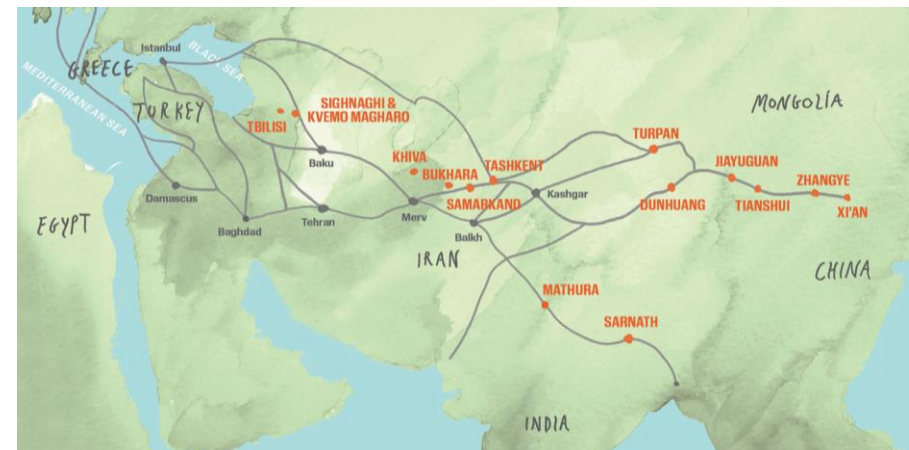 Istanbul
BLACK SEA
GREECE
MEDITERRANEAN SEA
TURKEY
SIGHNAGHI &
KVEMO MAGHARO
TBILISI
MONGOLIA
TURPAN
Baku
KHIVA
BUKHARA
TASHKENT
JIAYUGUAN
ZHANGYE
Damascus
SAMARKAND
Kashgar
DUNHUANG
TIANSHUI
XI'AN
Merv
EGYPT
Baghdad
Tehran
Balkh
IRAN
CHINA
MATHURA
SARNATH
INDIA